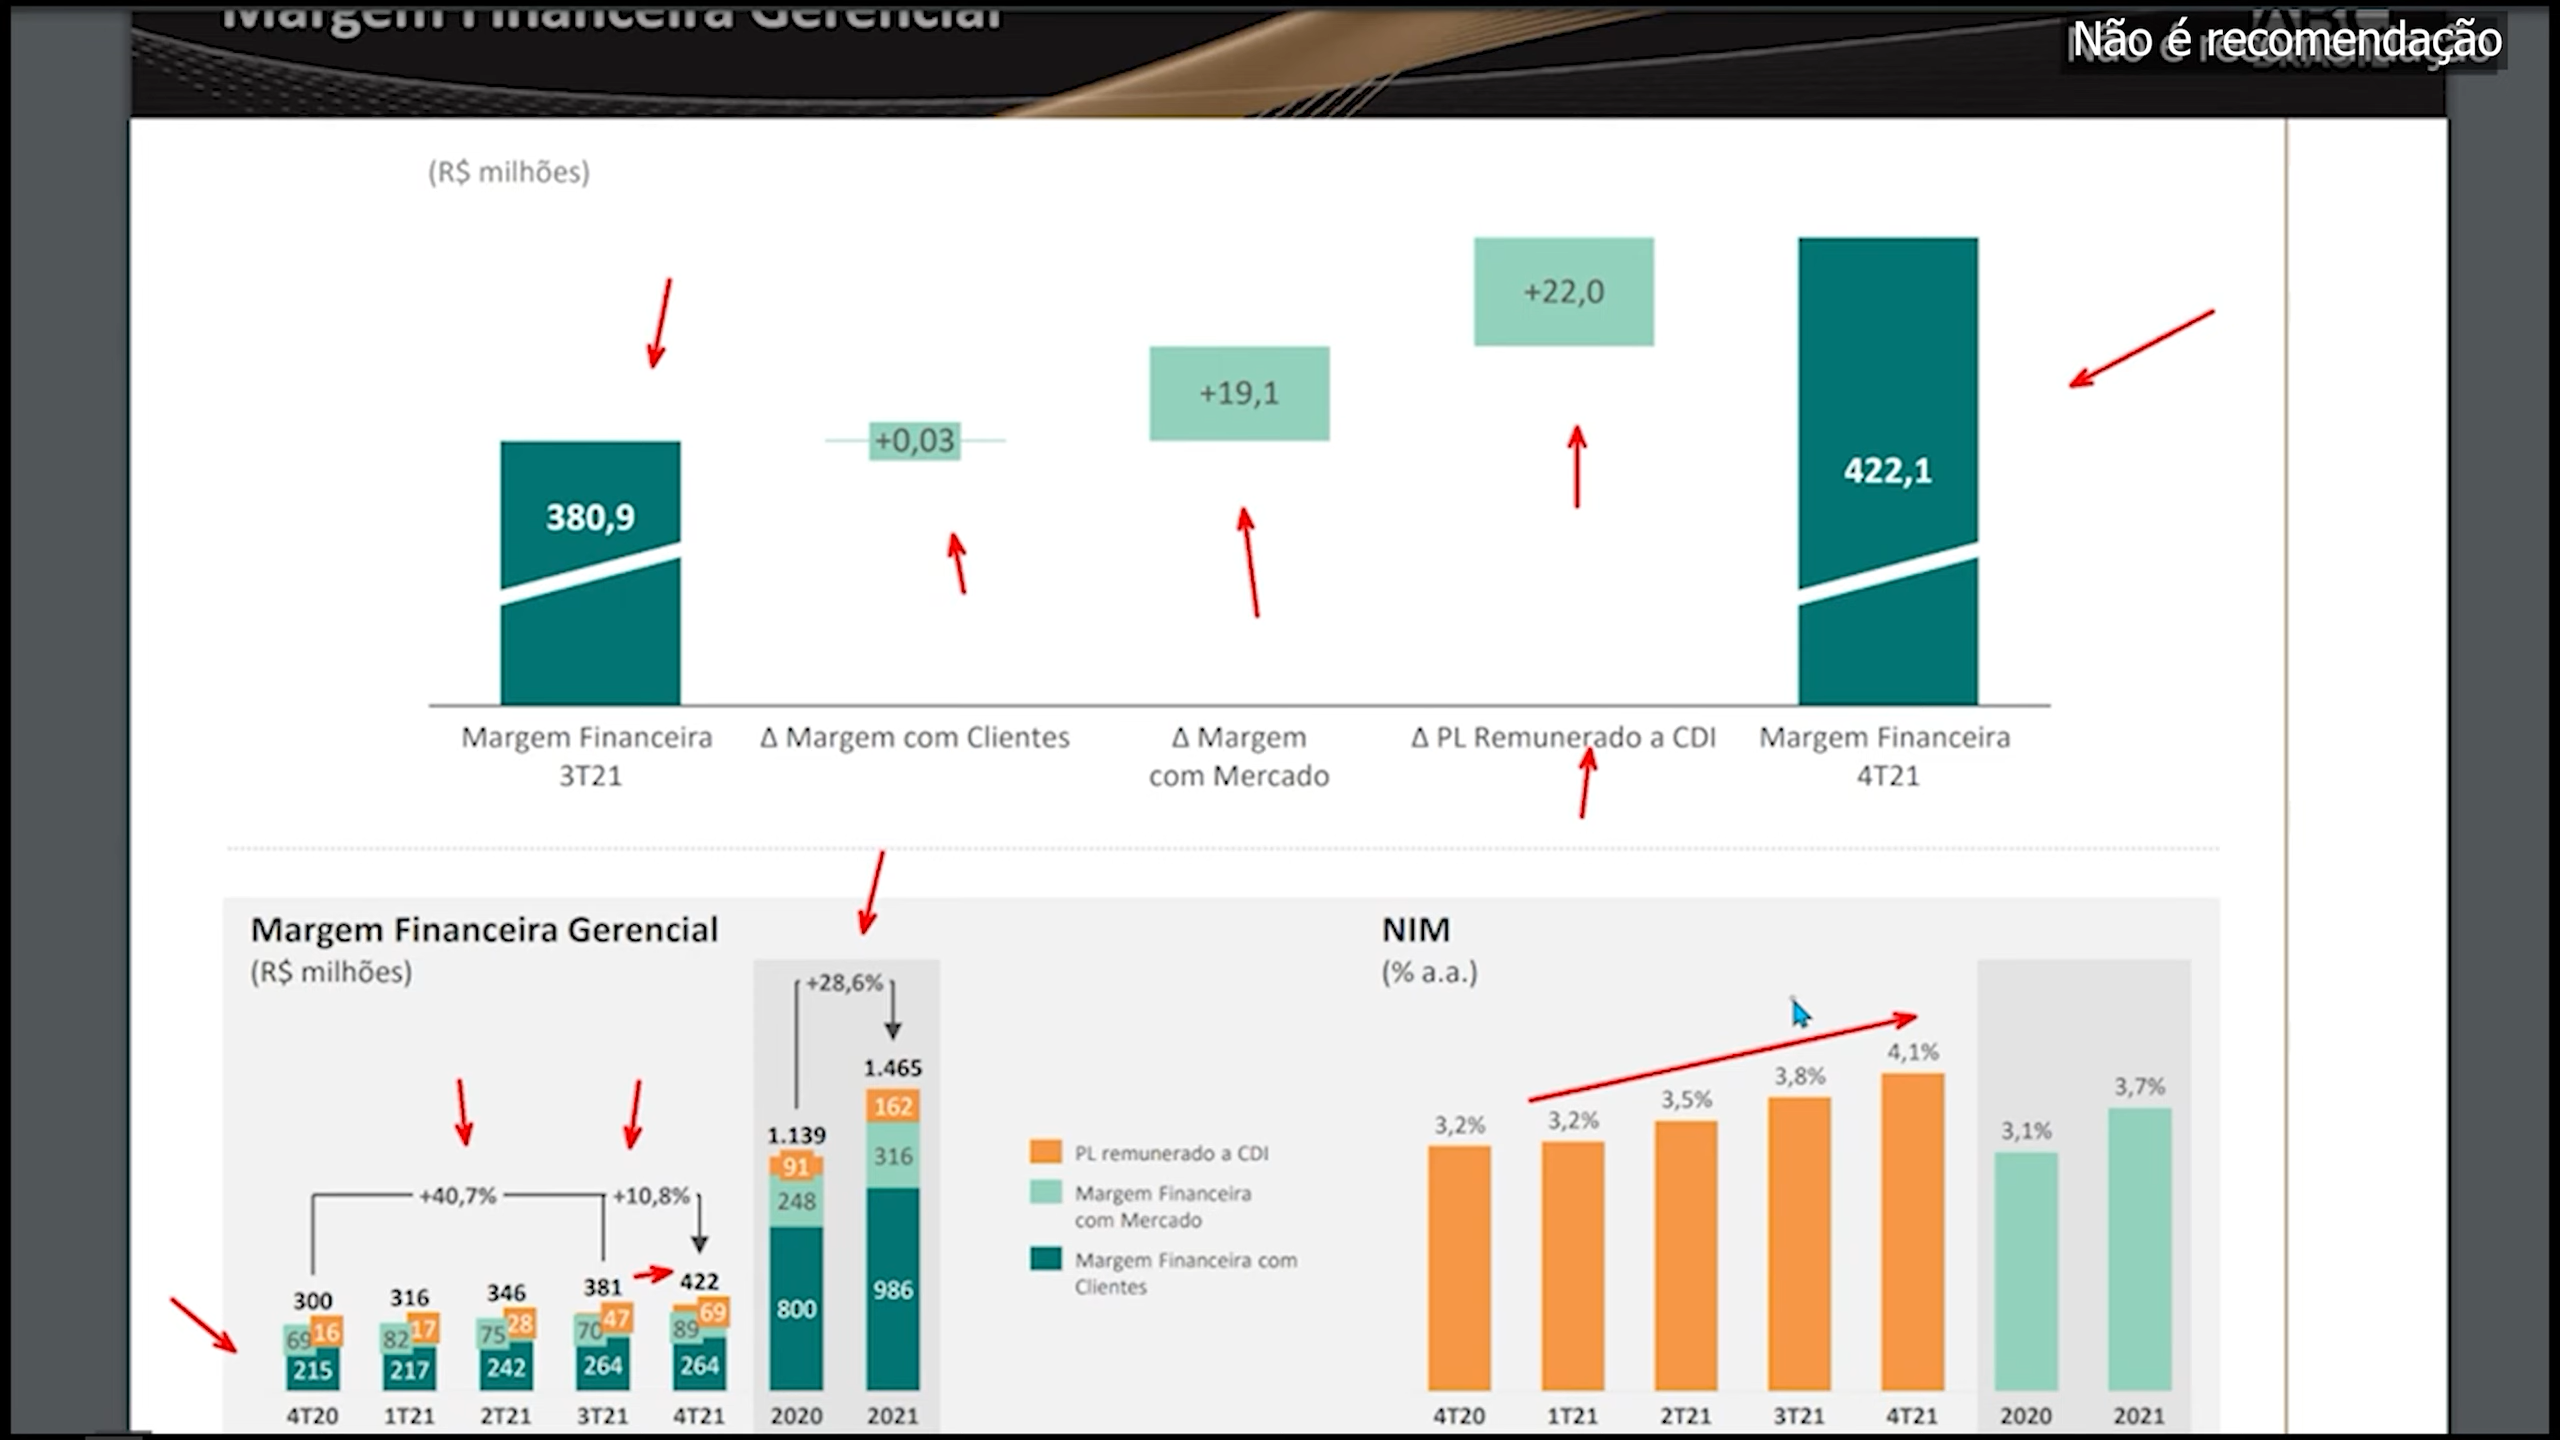 Margem Financeira Gerencial
Não é recomendação
(R$ milhões)
+22,0
+19,1
+0,03
422,1
380,9
Margem Financeira
3T21
Δ Margem com Clientes
Δ Margem
com Mercado
Δ PL Remunerado a CDI
Margem Financeira
4T21
Margem Financeira Gerencial
(R$ milhões)
+28,6%
1.465
162
316
986
1.139
91
248
800
+40,7%
+10,8%
300
316
346
381
422
16
17
28
47
69
69
82
75
70
89
215
217
242
264
264
4T20
1T21
2T21
3T21
4T21
2020
2021
PL remunerado a CDI
Margem Financeira
com Mercado
Margem Financeira com
Clientes
NIM
(% a.a.)
3,2%
3,2%
3,5%
3,8%
4,1%
3,1%
3,7%
4T20
1T21
2T21
3T21
4T21
2020
2021